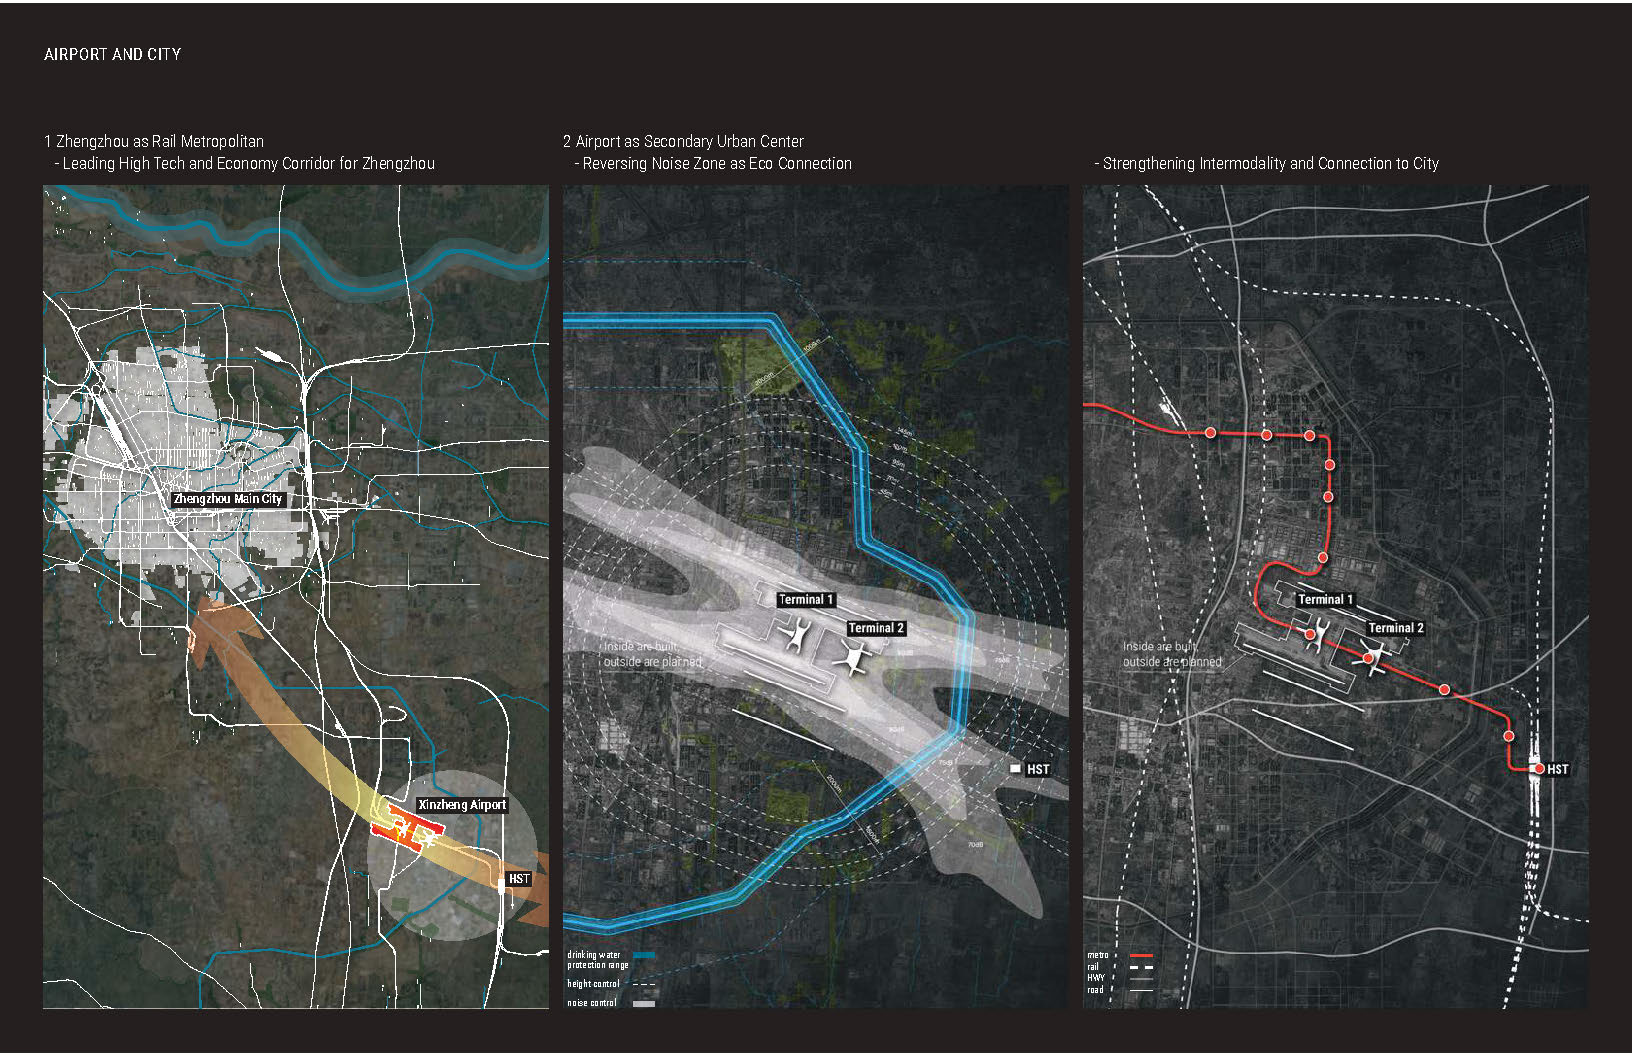 AIRPORT AND CITY
1 Zhengzhou as Rail Metropolitan
- Leading High Tech and Economy Corridor for Zhengzhou
2 Airport as Secondary Urban Center
- Reversing Noise Zone as Eco Connection
- Strengthening Intermodality and Connection to City
Zhengzhou Main City
Xinzheng Airport
HST
Terminal 1
Terminal 2
Inside are built,
outside are planned
HST
70dB
drinking water
protection range
height control
noise control
Terminal 1
Terminal 2
Inside are built,
outside are planned
HST
metro
rail
HWY
road